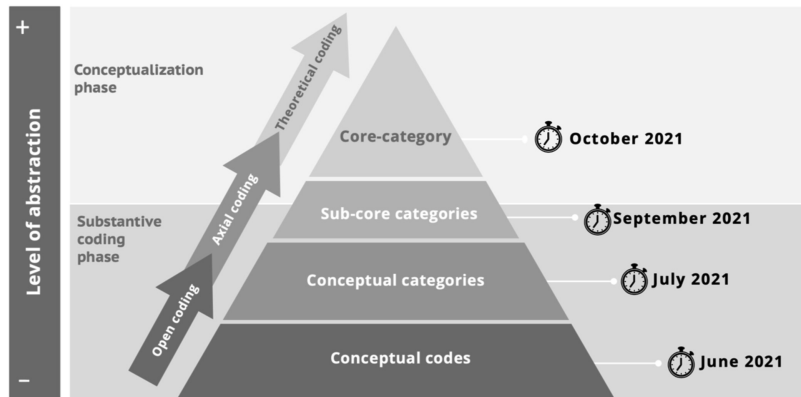 +
Level of abstraction
–
Conceptualization
phase
Substantive
coding
phase
Theoretical coding
Axial coding
Open coding
Core-category
October 2021
Sub-core categories
September 2021
Conceptual categories
July 2021
Conceptual codes
June 2021